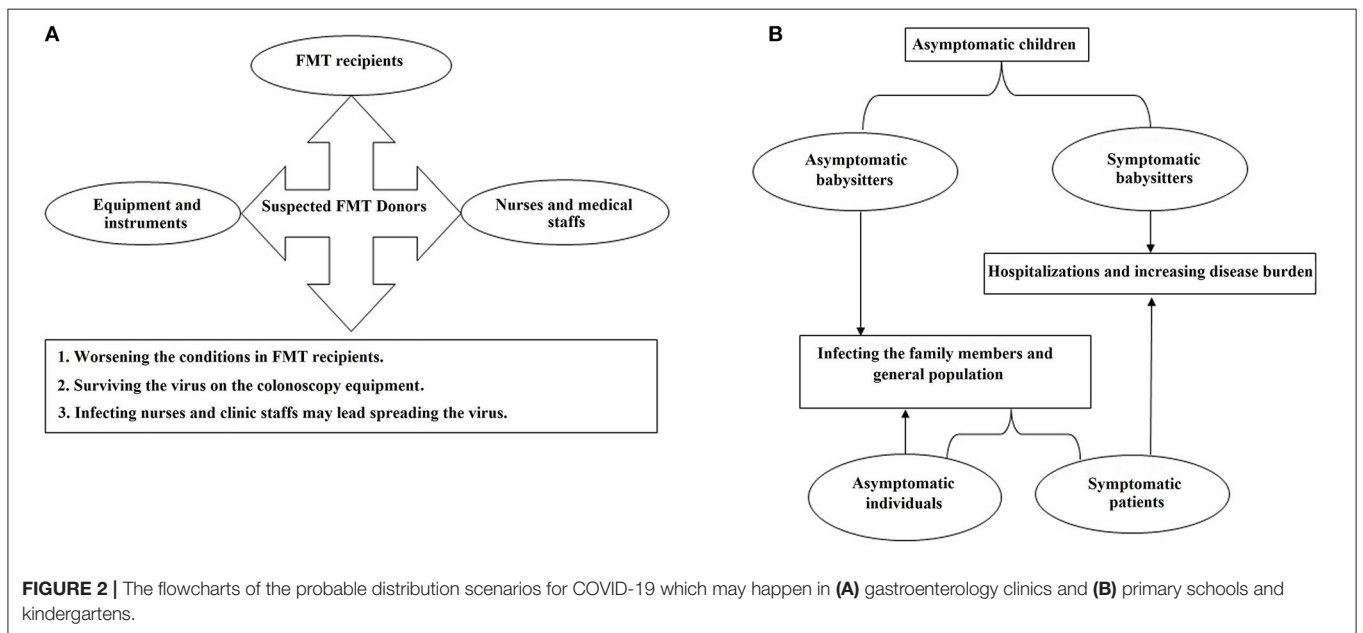 A
FMT recipients
Equipment and
instruments
Suspected FMT Donors
Nurses and medical
staffs
1. Worsening the conditions in FMT recipients.
2. Surviving the virus on the colonoscopy equipment.
3. Infecting nurses and clinic staffs may lead spreading the virus.
B
Asymptomatic children
Asymptomatic
babysitters
Symptomatic
babysitters
Hospitalizations and increasing disease burden
Infecting the family members and
general population
Asymptomatic
individuals
Symptomatic
patients
FIGURE 2 | The flowcharts of the probable distribution scenarios for COVID-19 which may happen in (A) gastroenterology clinics and (B) primary schools and
kindergartens.